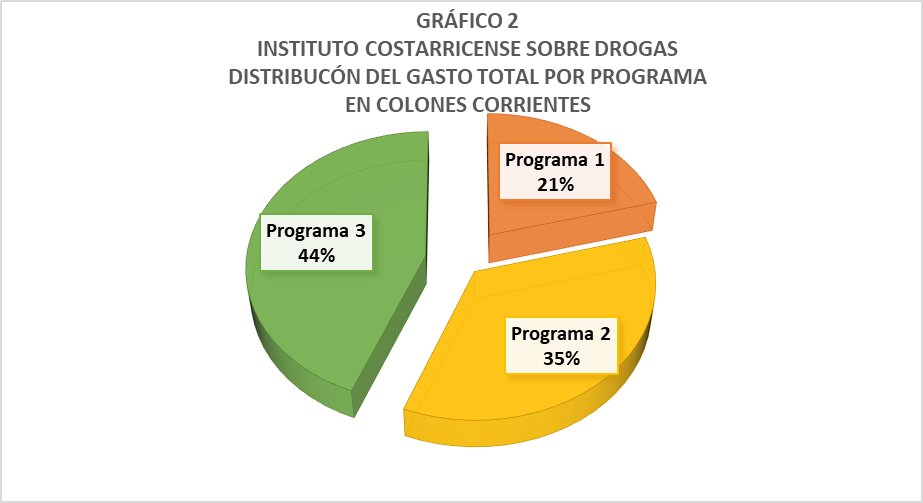 GRÁFICO 2
INSTITUTO COSTARRICENSE SOBRE DROGAS
DISTRIBUCÓN DEL GASTO TOTAL POR PROGRAMA
EN COLONES CORRIENTES
Programa 1
21%
Programa 3
44%
Programa 2
35%